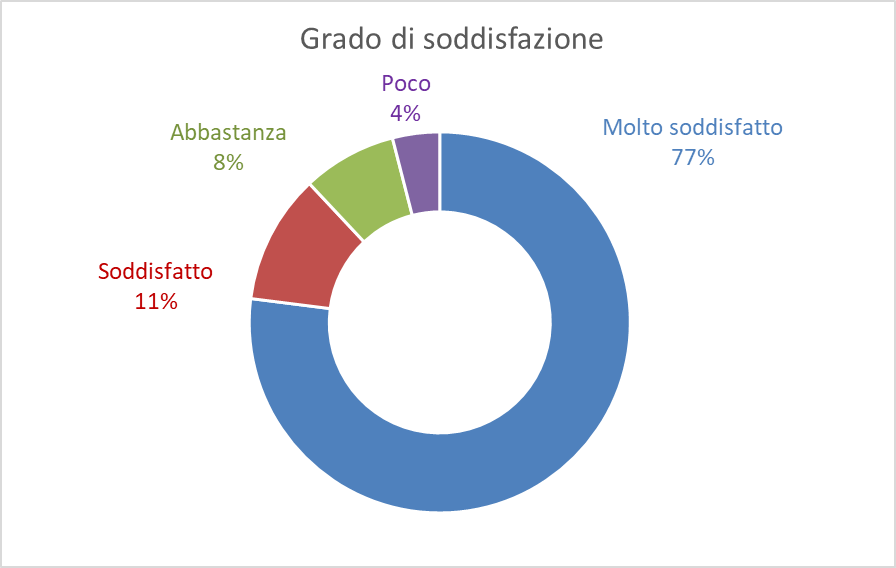 Grado di soddisfazione
Poco
4%
Abbastanza
8%
Molto soddisfatto
77%
Soddisfatto
11%